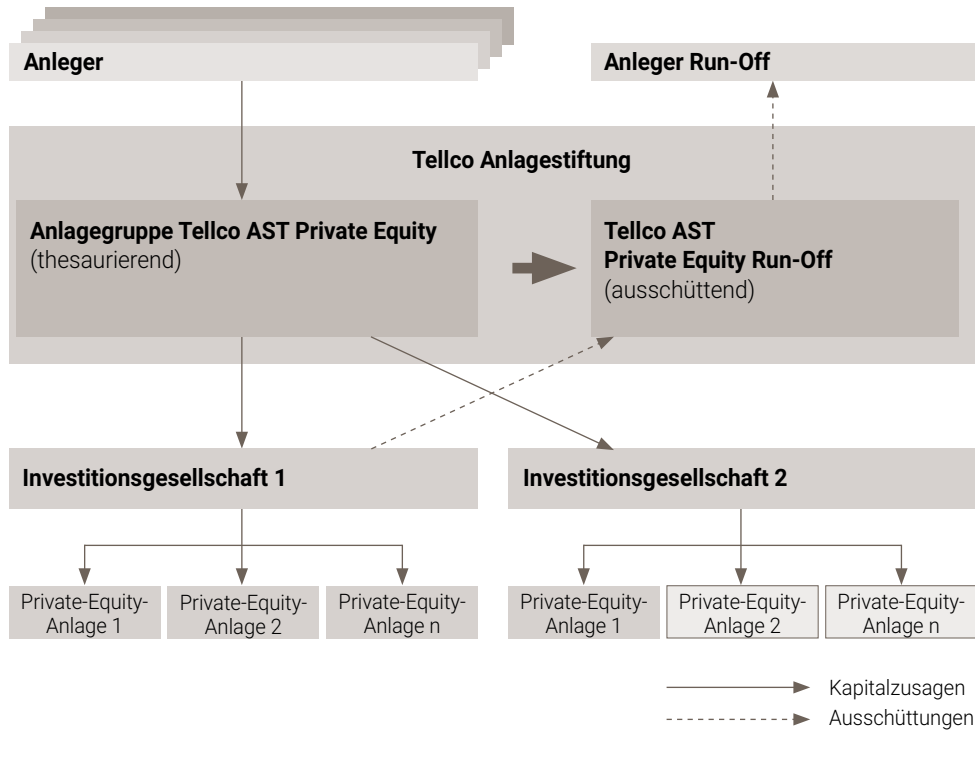 Anleger
Anleger Run-Off
Tellco Anlagestiftung
Anlagegruppe Tellco AST Private Equity
(thesaurierend)
Tellco AST
Private Equity Run-Off
(ausschüttend)
Investitionsgesellschaft 1
Investitionsgesellschaft 2
Private-Equity-
Anlage 1
Private-Equity-
Anlage 2
Private-Equity-
Anlage n
Private-Equity-
Anlage 1
Private-Equity-
Anlage 2
Private-Equity-
Anlage n
Kapitalzusagen
Ausschüttungen